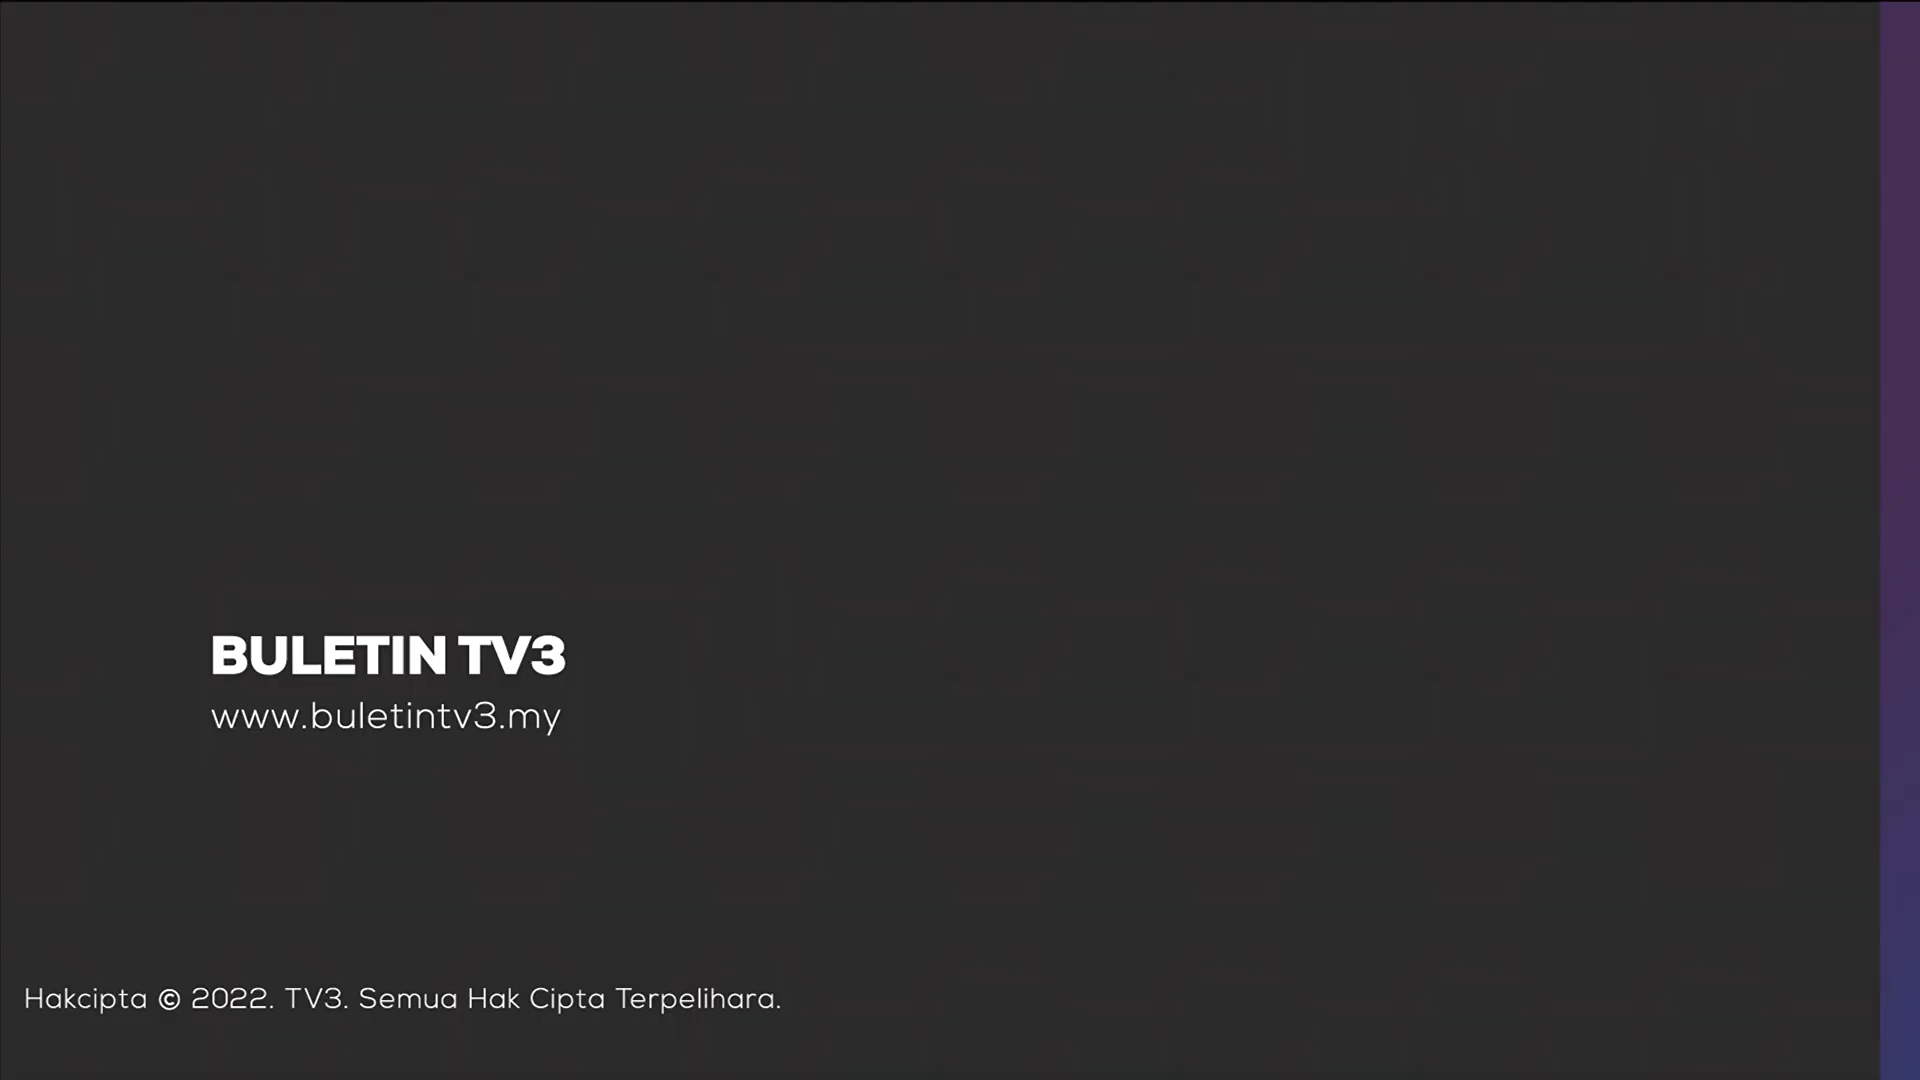 BULETIN TV3
www.buletintv3.my
Hakcipta © 2022. TV3. Semua Hak Cipta Terpelihara.